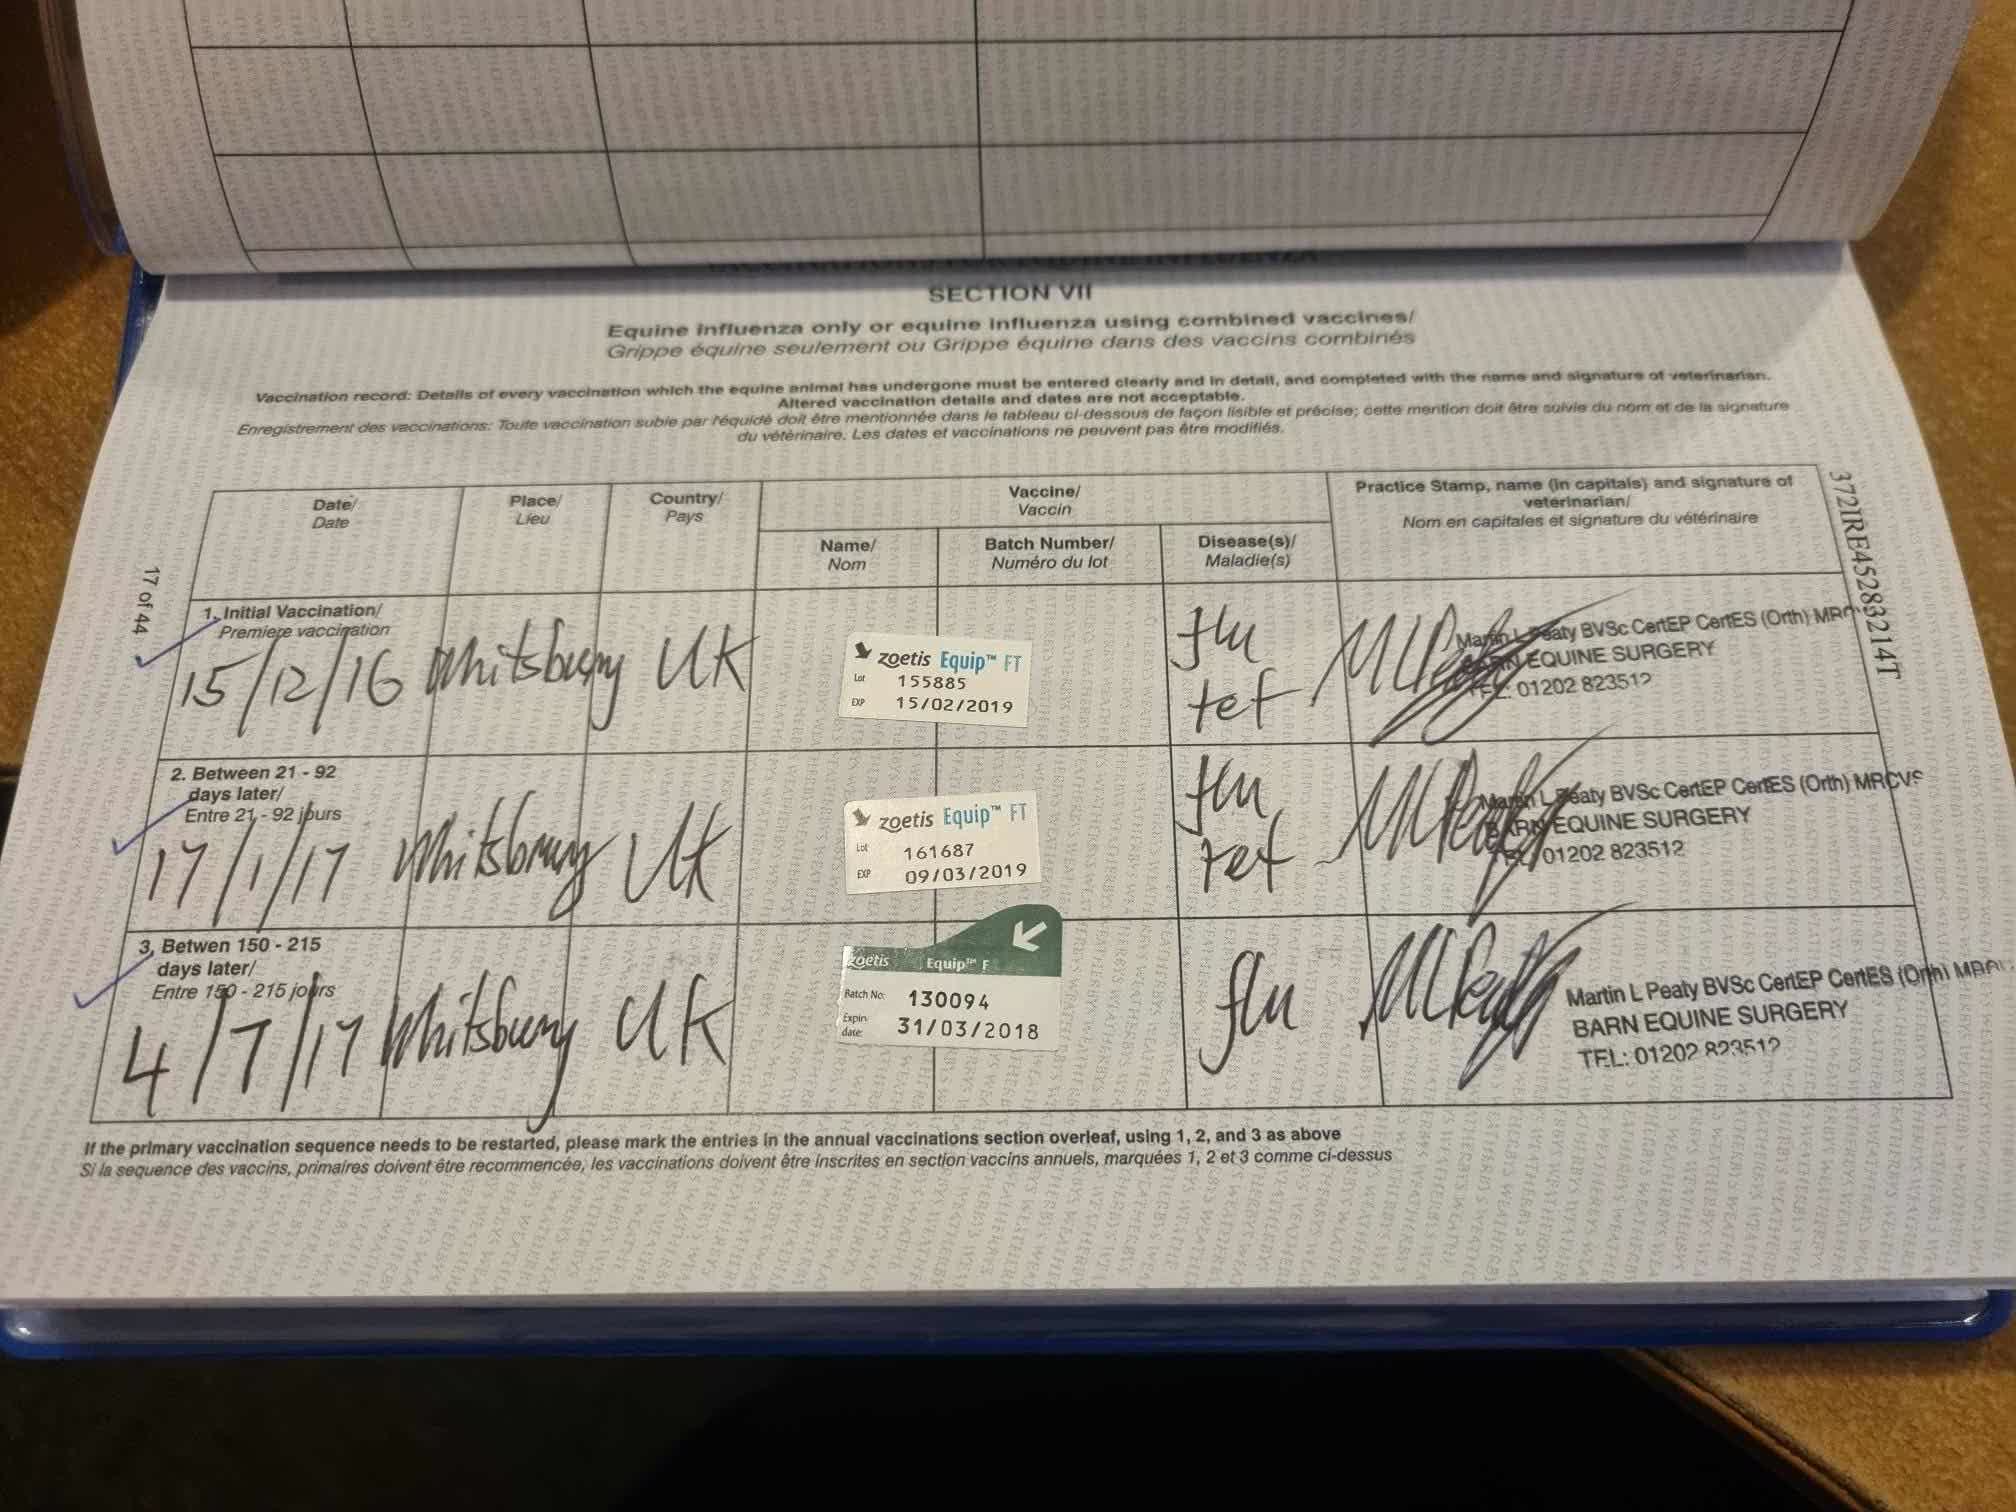 SECTION VII
Equine influenza only or equine influenza using combined vaccines/
Grippe équine seulement ou Grippe équine dans des vaccins combinés
Vaccination record: Details of every vaccination which the equine animal has undergone must be entered clearly and in detail, and completed with the name and signature of veterinarian.
Altered vaccination details and dates are not acceptable.
Enregistrement des vaccinations: Toute vaccination subie par l'équidé doit être mentionnée dans le tableau ci-dessous de façon lisible et précise; cette mention doit être suivie du nom et de la signature
du vétérinaire. Les dates et vaccinations ne peuvent pas être modifiés.
Date/
Date
Place/
Lieu
Country/
Pays
Vaccine/
Vaccin
Name/
Nom
Batch Number/
Numéro du lot
Disease(s)/
Maladie(s)
Practice Stamp, name (in capitals) and signature of
veterinarian/
Nom en capitales et signature du vétérinaire
372IRE45283214T
17 of 44
1. Initial Vaccination/
Premiere vaccination
15/12/16 Whitsbury UK
zoetis Equip™ FT
Lot 155885
EXP 15/02/2019
flu
tet
Martin L Peaty BVSc CertEP CertES (Orth)
BARN EQUINE SURGERY
TEL: 01202 823512
2. Between 21 - 92
days later/
Entre 21 - 92 jours
17/1/17 Whitsbury UK
zoetis Equip™ FT
Lot 161687
EXP 09/03/2019
flu
tet
Martin L Peaty BVSc CertEP CertES (Orth) MRCVS
BARN EQUINE SURGERY
TEL: 01202 823512
3. Betwen 150 - 215
days later/
Entre 150 - 215 jours
4/7/17 Whitsbury UK
zoetis Equip™ F
Batch No: 130094
Expiry
date: 31/03/2018
flu
Martin L Peaty BVSc CertEP CertES (Orth)
BARN EQUINE SURGERY
TEL: 01202 823512
If the primary vaccination sequence needs to be restarted, please mark the entries in the annual vaccinations section overleaf, using 1, 2, and 3 as above
Si la sequence des vaccins, primaires doivent être recommencée, les vaccinations doivent être inscrites en section vaccins annuels, marquées 1, 2 et 3 comme ci-dessus